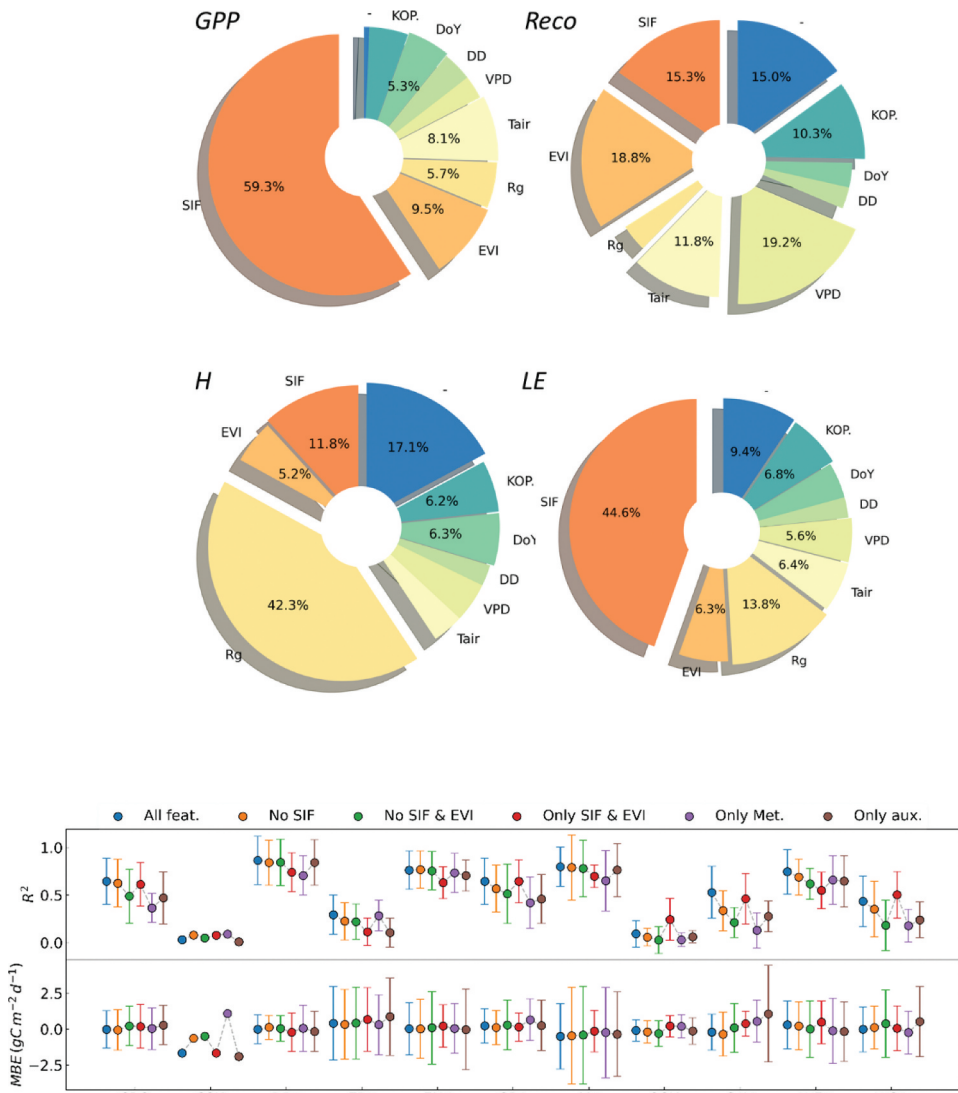 GPP
-
KOP.
DoY
DD
VPD
Tair
Rg
EVI
SIF
5.3%
8.1%
5.7%
9.5%
59.3%
Reco
-
KOP.
DoY
DD
VPD
Tair
Rg
EVI
SIF
15.0%
10.3%
19.2%
11.8%
18.8%
15.3%
H
-
KOP.
DoY
DD
VPD
Tair
Rg
EVI
SIF
17.1%
6.2%
6.3%
42.3%
5.2%
11.8%
LE
-
KOP.
DoY
DD
VPD
Tair
Rg
EVI
SIF
9.4%
6.8%
5.6%
6.4%
13.8%
6.3%
44.6%
All feat. No SIF No SIF & EVI Only SIF & EVI Only Met. Only aux.
R²
1.0
0.5
0.0
MBE (gC.m⁻² d⁻¹)
2.5
0.0
−2.5